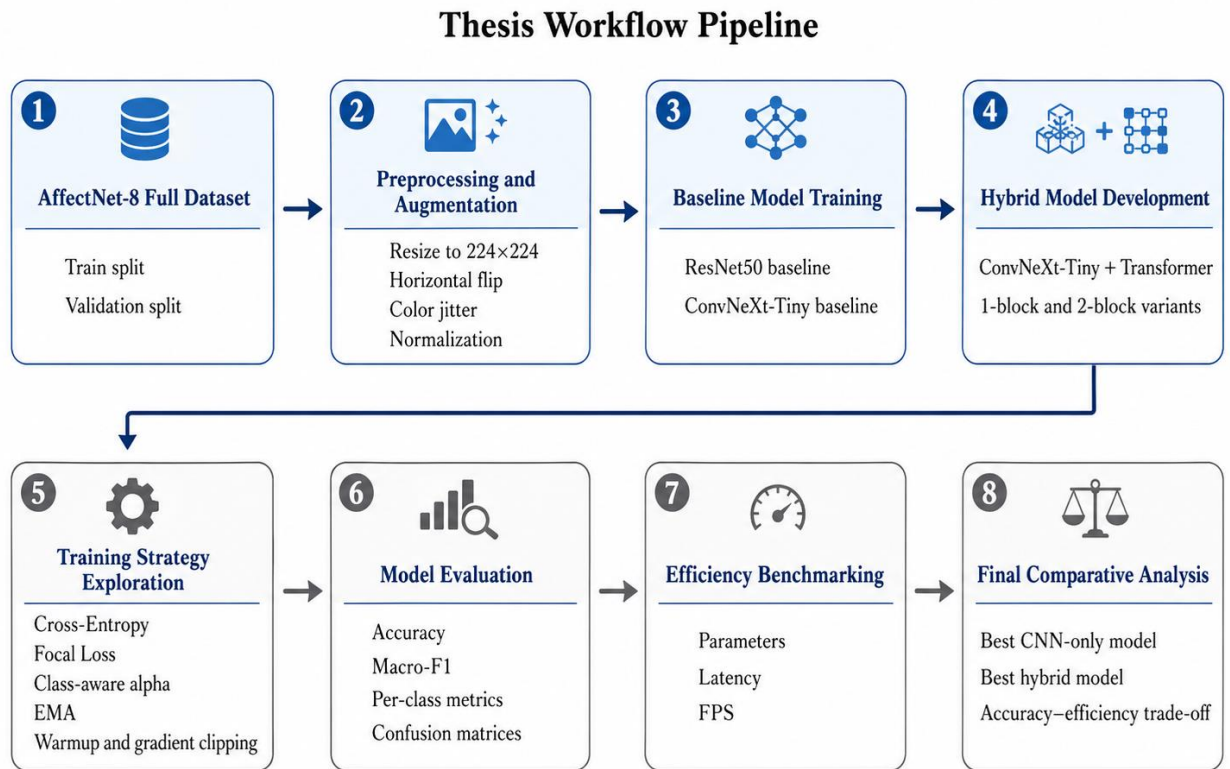 Thesis Workflow Pipeline
1
AffectNet-8 Full Dataset
Train split
Validation split
2
Preprocessing and
Augmentation
Resize to 224×224
Horizontal flip
Color jitter
Normalization
3
Baseline Model Training
ResNet50 baseline
ConvNeXt-Tiny baseline
4
Hybrid Model Development
ConvNeXt-Tiny + Transformer
1-block and 2-block variants
5
Training Strategy
Exploration
Cross-Entropy
Focal Loss
Class-aware alpha
EMA
Warmup and gradient clipping
6
Model Evaluation
Accuracy
Macro-F1
Per-class metrics
Confusion matrices
7
Efficiency Benchmarking
Parameters
Latency
FPS
8
Final Comparative Analysis
Best CNN-only model
Best hybrid model
Accuracy–efficiency trade-off